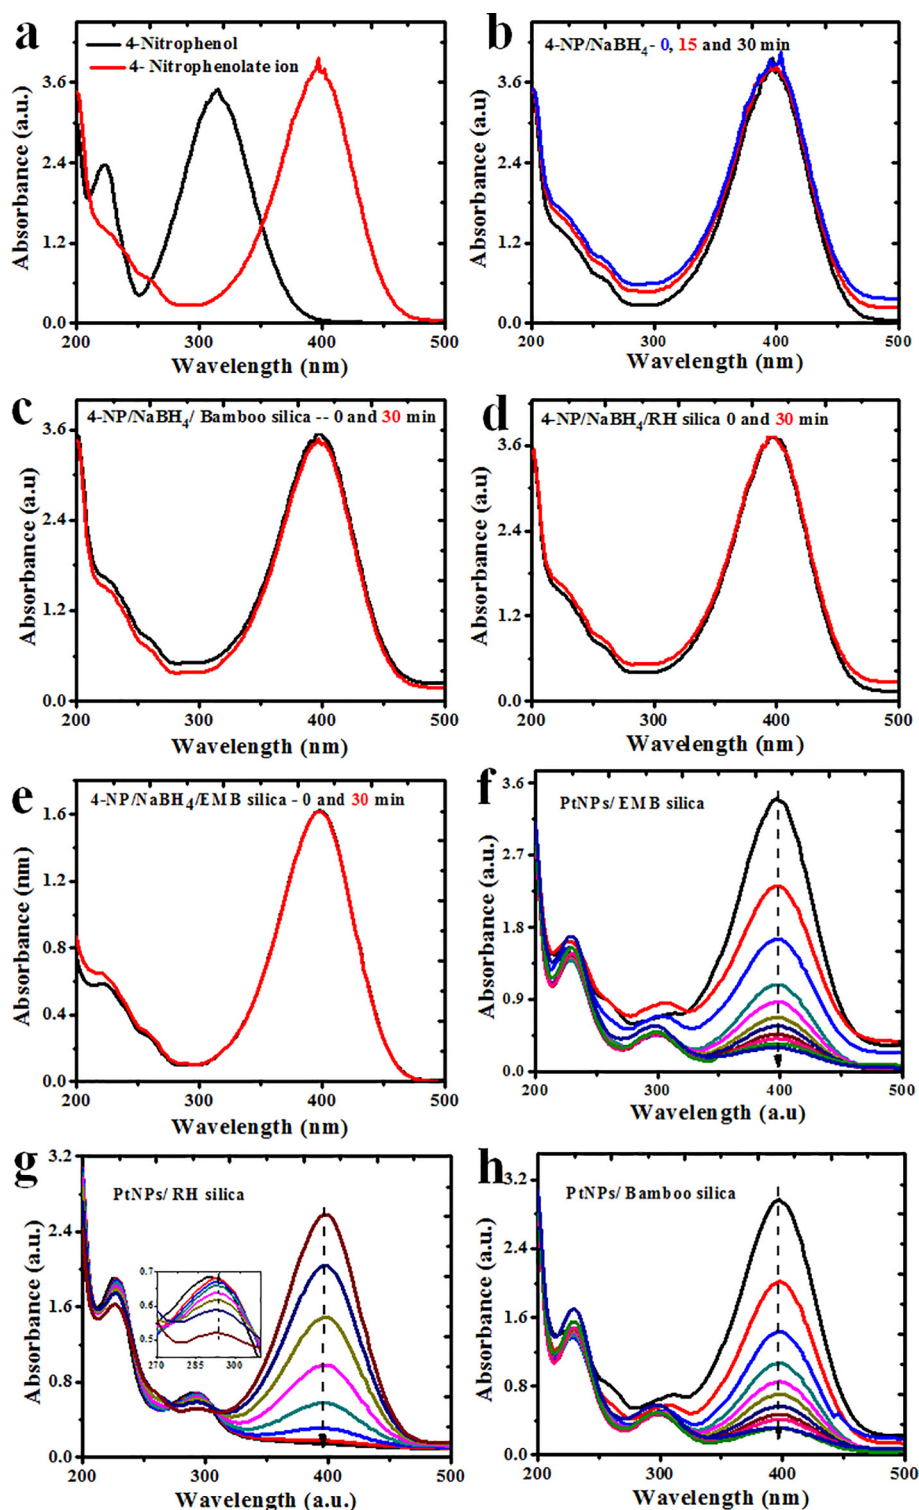 a
4-Nitrophenol
4- Nitrophenolate ion
Absorbance (a.u.)
3.6
2.4
1.2
0.0
200 300 400 500
Wavelength (nm)
b
4-NP/NaBH4- 0, 15 and 30 min
Absorbance (a.u)
3.6
2.4
1.2
0.0
200 300 400 500
Wavelength (nm)
c
4-NP/NaBH4/ Bamboo silica -- 0 and 30 min
Absorbance (a.u)
3.6
2.4
1.2
0.0
200 300 400 500
Wavelength (nm)
d
4-NP/NaBH4/RH silica 0 and 30 min
Absorbance (a.u)
3.6
2.4
1.2
0.0
200 300 400 500
Wavelength (nm)
e
4-NP/NaBH4/EMB silica - 0 and 30 min
Absorbance (nm)
1.6
1.2
0.8
0.4
0.0
200 300 400 500
Wavelength (nm)
f
PtNPs/ EMB silica
Absorbance (a.u.)
3.6
2.7
1.8
0.9
0.0
200 300 400 500
Wavelength (a.u)
g
PtNPs/ RH silica
Absorbance (a.u.)
3.2
2.4
1.6
0.8
0.0
0.7
0.6
0.5
270 285 300
200 300 400 500
Wavelength (a.u.)
h
PtNPs/ Bamboo silica
Absorbance (a.u.)
3.2
2.4
1.6
0.8
0.0
200 300 400 500
Wavelength (nm)